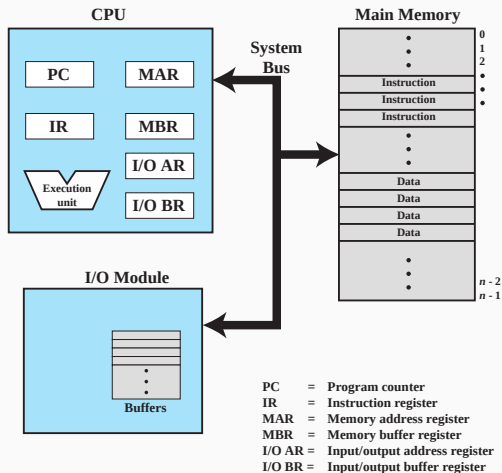 CPU
PC
MAR
IR
MBR
I/O AR
Execution
unit
I/O BR
System
Bus
Main Memory
0
1
2
Instruction
Instruction
Instruction
Data
Data
Data
Data
n - 2
n - 1
I/O Module
Buffers
PC = Program counter
IR = Instruction register
MAR = Memory address register
MBR = Memory buffer register
I/O AR = Input/output address register
I/O BR = Input/output buffer register